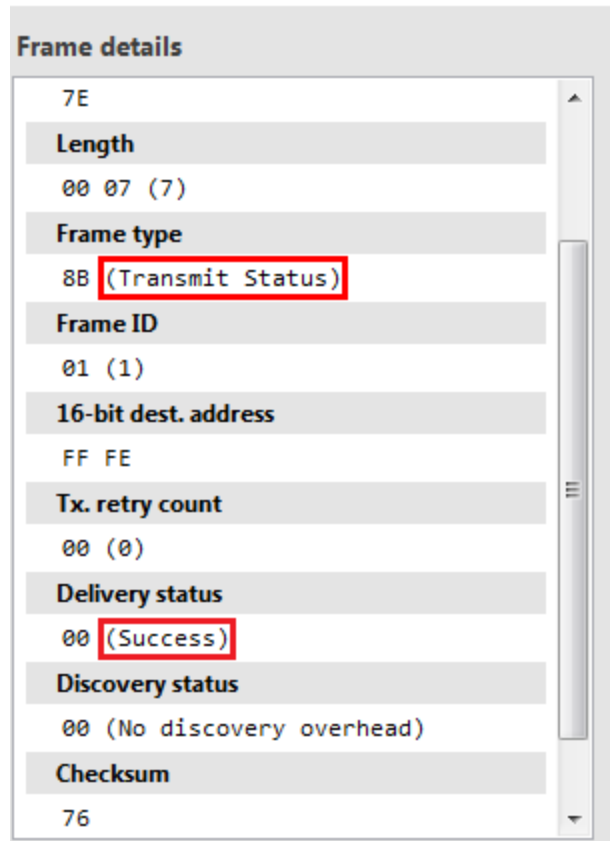 Frame details
7E
Length
00 07 (7)
Frame type
8B (Transmit Status)
Frame ID
01 (1)
16-bit dest. address
FF FE
Tx. retry count
00 (0)
Delivery status
00 (Success)
Discovery status
00 (No discovery overhead)
Checksum
76